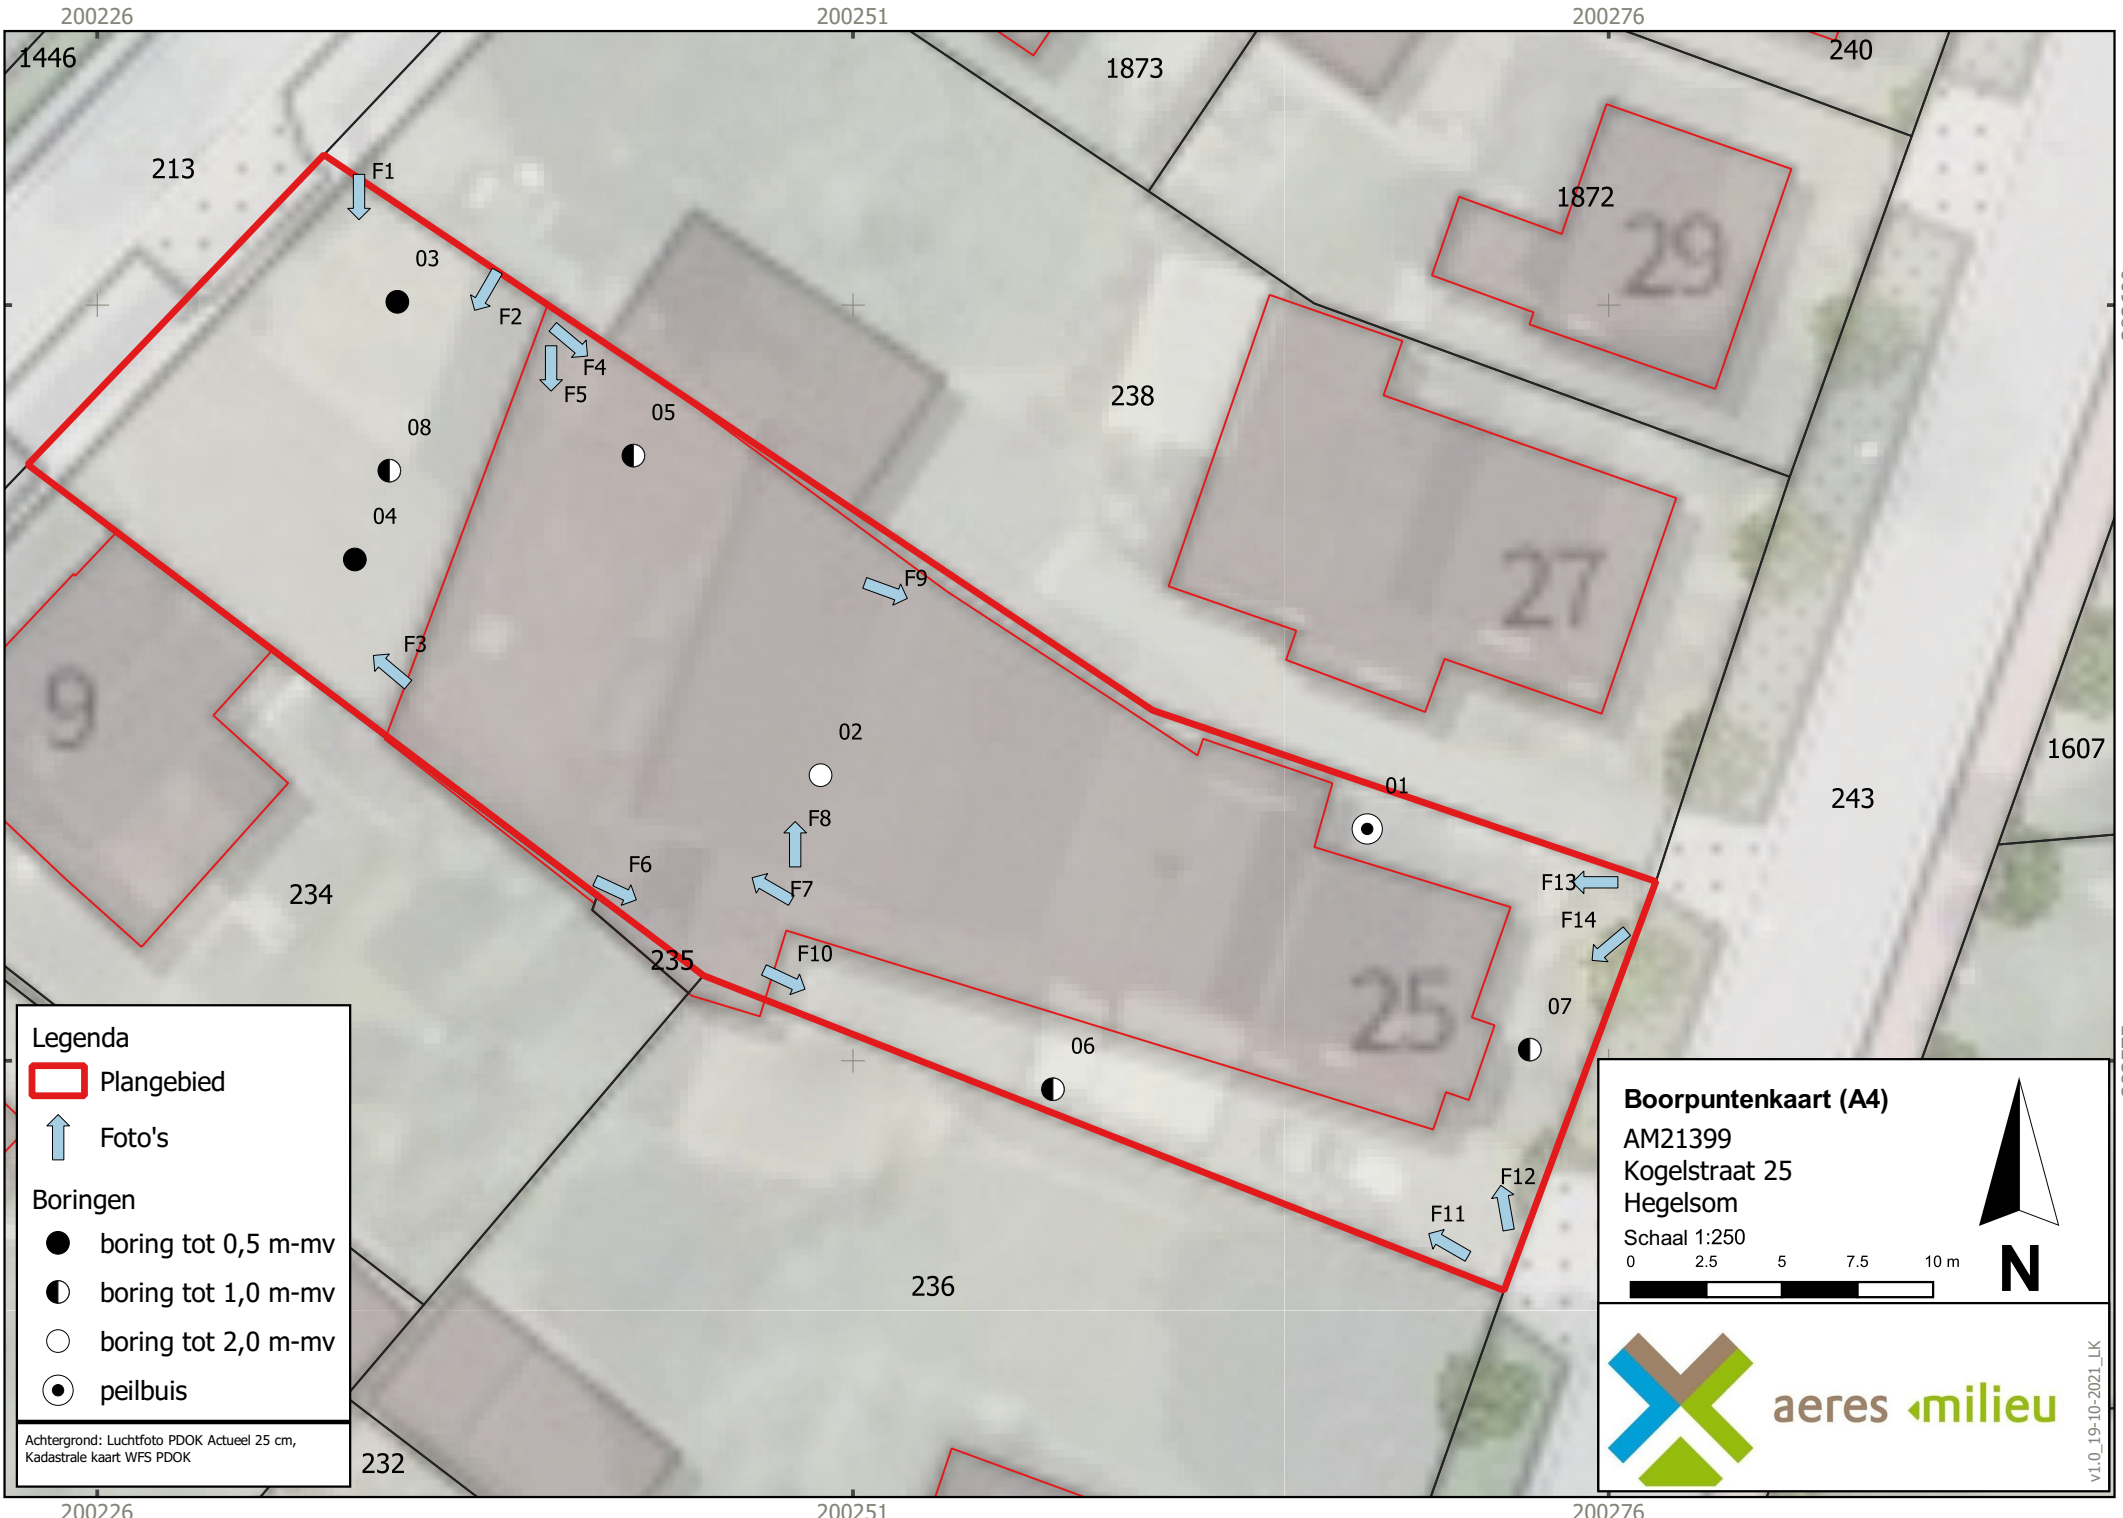 200226
200251
200276
1446
1873
240
213
F1
1872
29
03
F2
F4
F5
238
05
08
04
27
F9
F3
9
02
01
1607
243
F8
F6
F7
F13
234
F14
235
F10
25
07
06
F12
F11
236
232
Legenda
Plangebied
Foto's
Boringen
boring tot 0,5 m-mv
boring tot 1,0 m-mv
boring tot 2,0 m-mv
peilbuis
Achtergrond: Luchtfoto PDOK Actueel 25 cm,
Kadastrale kaart WFS PDOK
Boorpuntenkaart (A4)
AM21399
Kogelstraat 25
Hegelsom
Schaal 1:250
0 2.5 5 7.5 10 m
N
aeres milieu
v1.0_19-10-2021_LK
200226
200251
200276